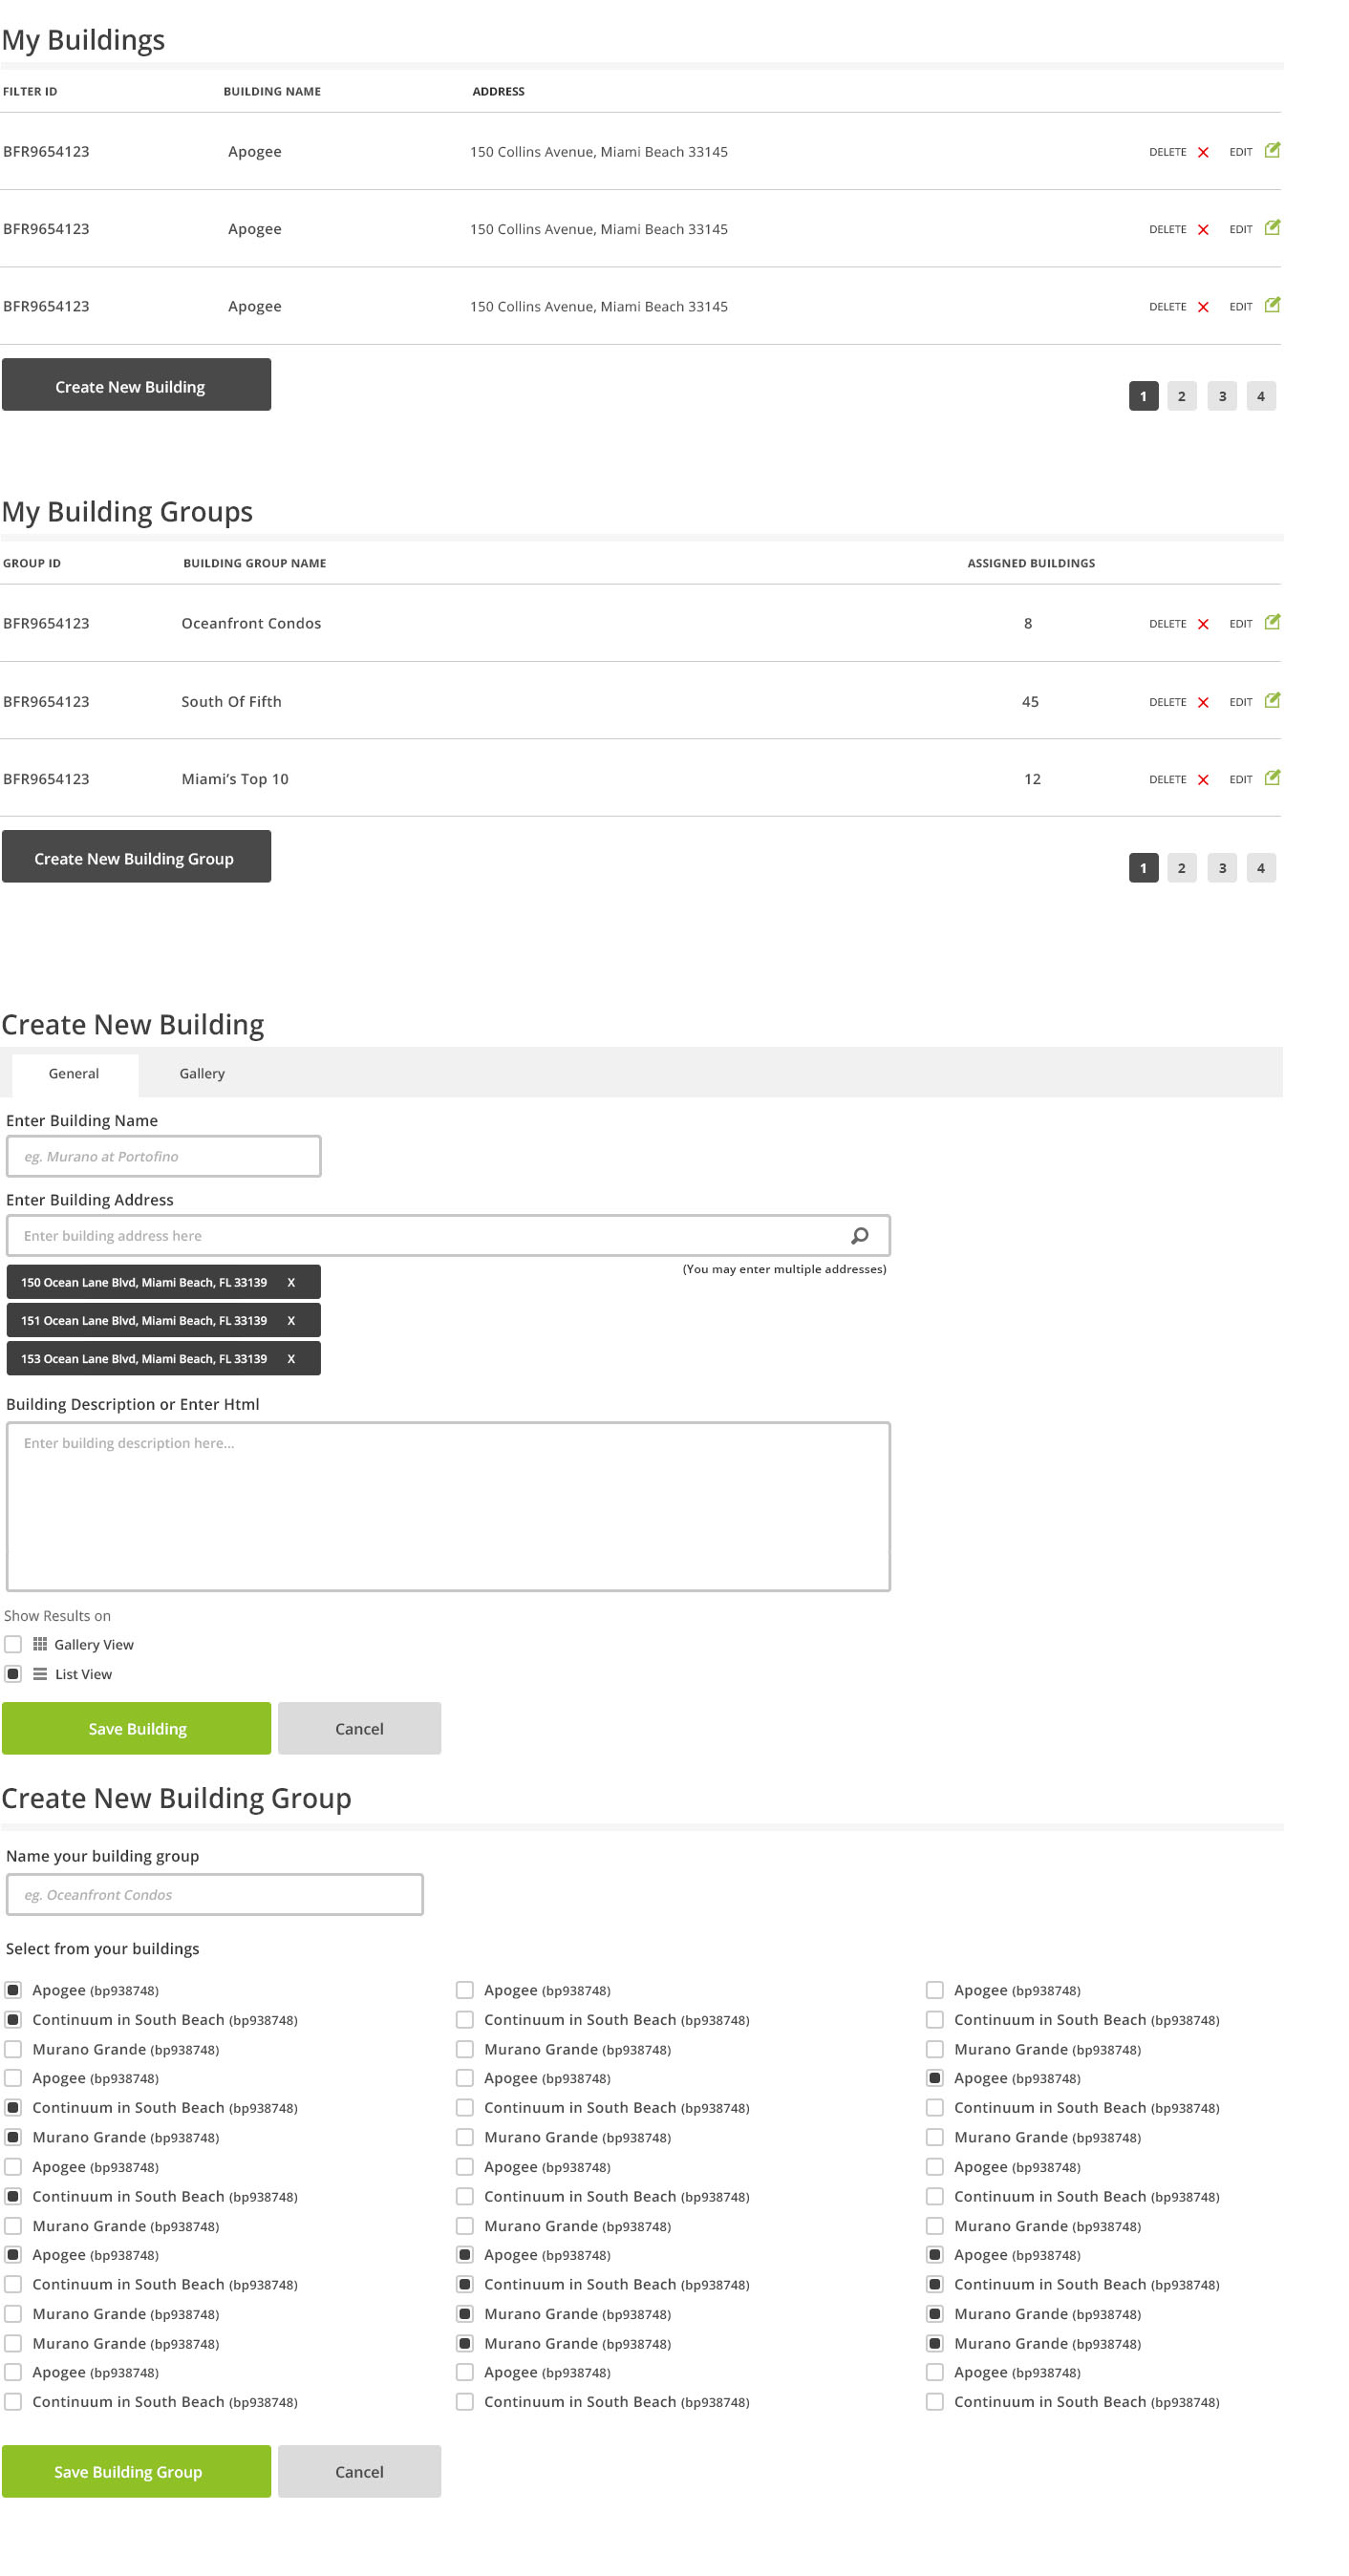 My Buildings
FILTER ID BUILDING NAME ADDRESS
BFR9654123 Apogee 150 Collins Avenue, Miami Beach 33145 DELETE EDIT
BFR9654123 Apogee 150 Collins Avenue, Miami Beach 33145 DELETE EDIT
BFR9654123 Apogee 150 Collins Avenue, Miami Beach 33145 DELETE EDIT
Create New Building 1 2 3 4
My Building Groups
GROUP ID BUILDING GROUP NAME ASSIGNED BUILDINGS
BFR9654123 Oceanfront Condos 8 DELETE EDIT
BFR9654123 South Of Fifth 45 DELETE EDIT
BFR9654123 Miami’s Top 10 12 DELETE EDIT
Create New Building Group 1 2 3 4
Create New Building
General Gallery
Enter Building Name
eg. Murano at Portofino
Enter Building Address
Enter building address here
(You may enter multiple addresses)
150 Ocean Lane Blvd, Miami Beach, FL 33139 X
151 Ocean Lane Blvd, Miami Beach, FL 33139 X
153 Ocean Lane Blvd, Miami Beach, FL 33139 X
Building Description or Enter Html
Enter building description here...
Show Results on
Gallery View
List View
Save Building Cancel
Create New Building Group
Name your building group
eg. Oceanfront Condos
Select from your buildings
Apogee (bp938748) Apogee (bp938748) Apogee (bp938748)
Continuum in South Beach (bp938748) Continuum in South Beach (bp938748) Continuum in South Beach (bp938748)
Murano Grande (bp938748) Murano Grande (bp938748) Murano Grande (bp938748)
Apogee (bp938748) Apogee (bp938748) Apogee (bp938748)
Continuum in South Beach (bp938748) Continuum in South Beach (bp938748) Continuum in South Beach (bp938748)
Murano Grande (bp938748) Murano Grande (bp938748) Murano Grande (bp938748)
Apogee (bp938748) Apogee (bp938748) Apogee (bp938748)
Continuum in South Beach (bp938748) Continuum in South Beach (bp938748) Continuum in South Beach (bp938748)
Murano Grande (bp938748) Murano Grande (bp938748) Murano Grande (bp938748)
Apogee (bp938748) Apogee (bp938748) Apogee (bp938748)
Continuum in South Beach (bp938748) Continuum in South Beach (bp938748) Continuum in South Beach (bp938748)
Murano Grande (bp938748) Murano Grande (bp938748) Murano Grande (bp938748)
Murano Grande (bp938748) Murano Grande (bp938748) Murano Grande (bp938748)
Apogee (bp938748) Apogee (bp938748) Apogee (bp938748)
Continuum in South Beach (bp938748) Continuum in South Beach (bp938748) Continuum in South Beach (bp938748)
Save Building Group Cancel